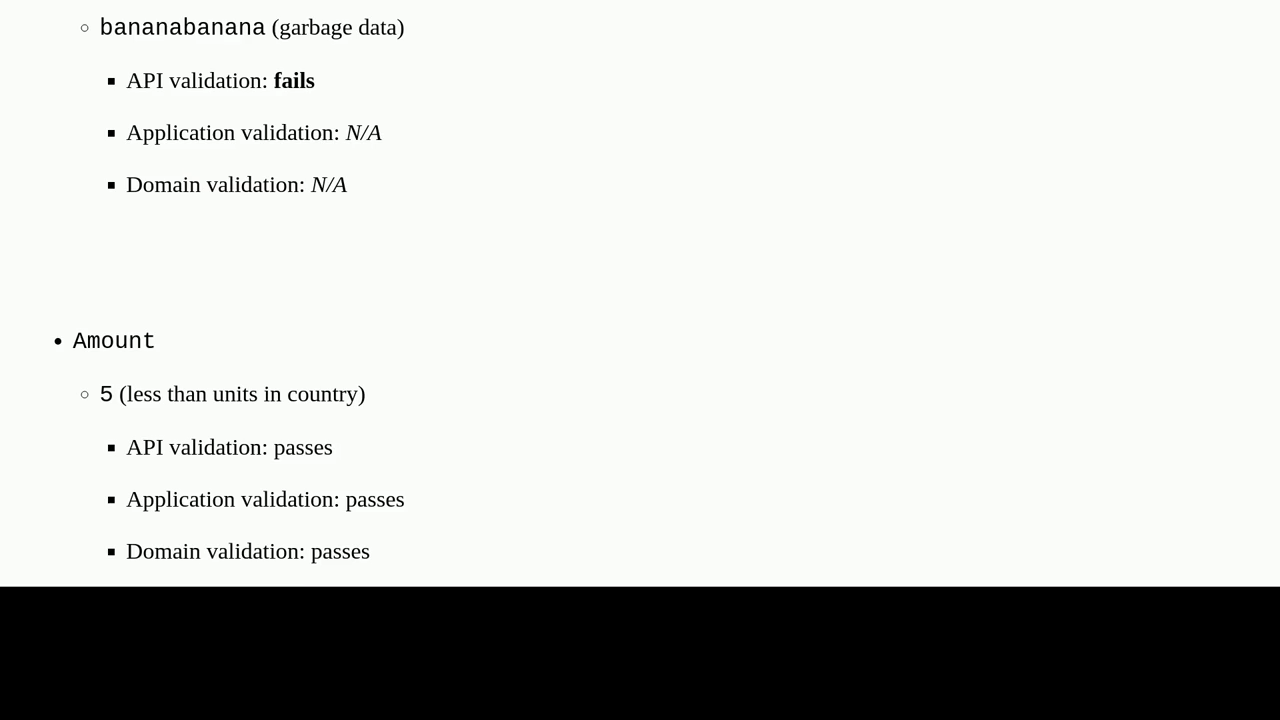 bananabanana (garbage data)
API validation: fails
Application validation: N/A
Domain validation: N/A
Amount
5 (less than units in country)
API validation: passes
Application validation: passes
Domain validation: passes